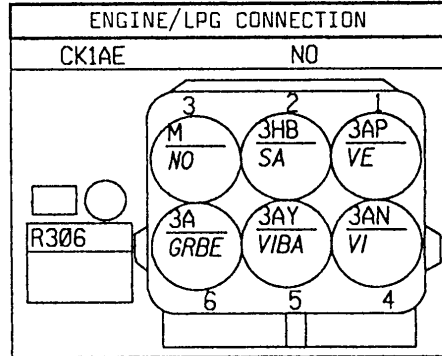 ENGINE/LPG CONNECTION
CK1AE NO
3 2 1
M 3HB 3AP
NO SA VE
R306
3A 3AY 3AN
GRBE VIBA VI
6 5 4